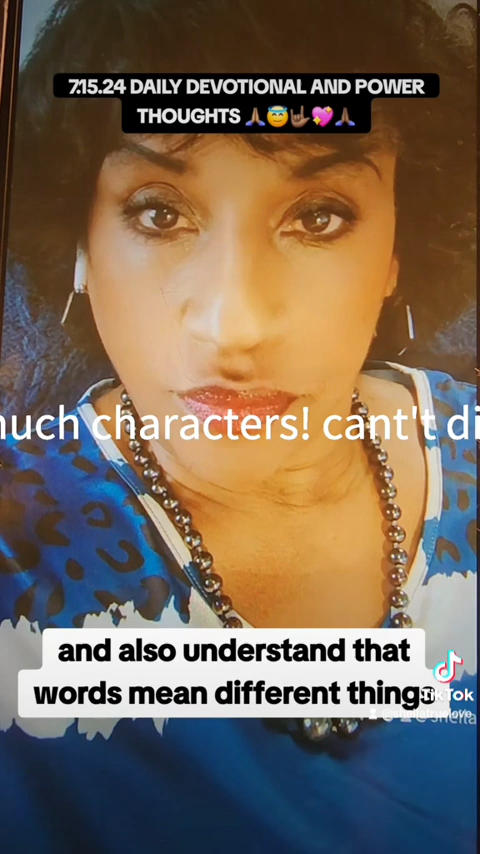 7.15.24 DAILY DEVOTIONAL AND POWER
THOUGHTS 🙏🏽😇🤟🏽💖🙏🏽
much characters! cant't di
and also understand that
words mean different things
TikTok